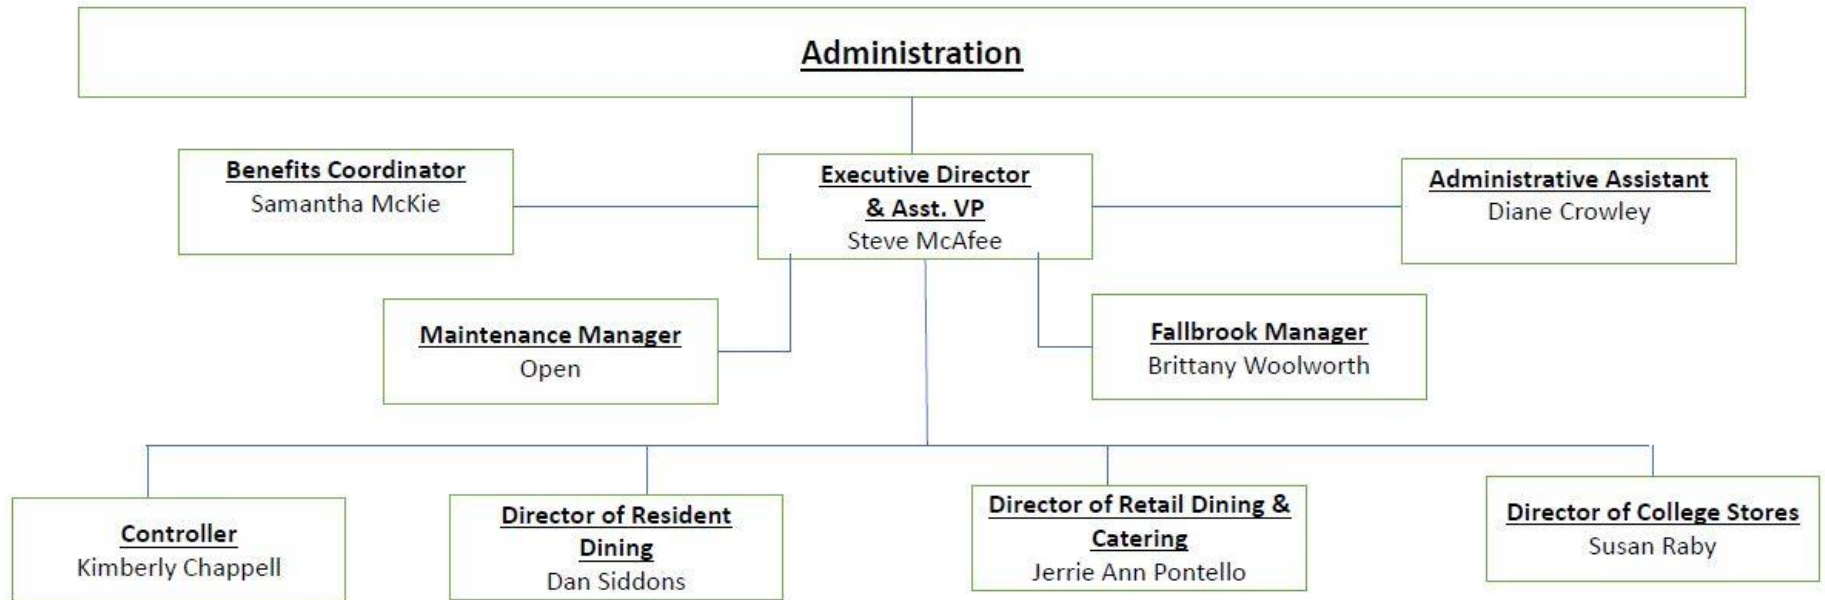 Administration
Benefits Coordinator
Samantha McKie
Executive Director
& Asst. VP
Steve McAfee
Administrative Assistant
Diane Crowley
Maintenance Manager
Open
Fallbrook Manager
Brittany Woolworth
Controller
Kimberly Chappell
Director of Resident
Dining
Dan Siddons
Director of Retail Dining &
Catering
Jerrie Ann Pontello
Director of College Stores
Susan Raby